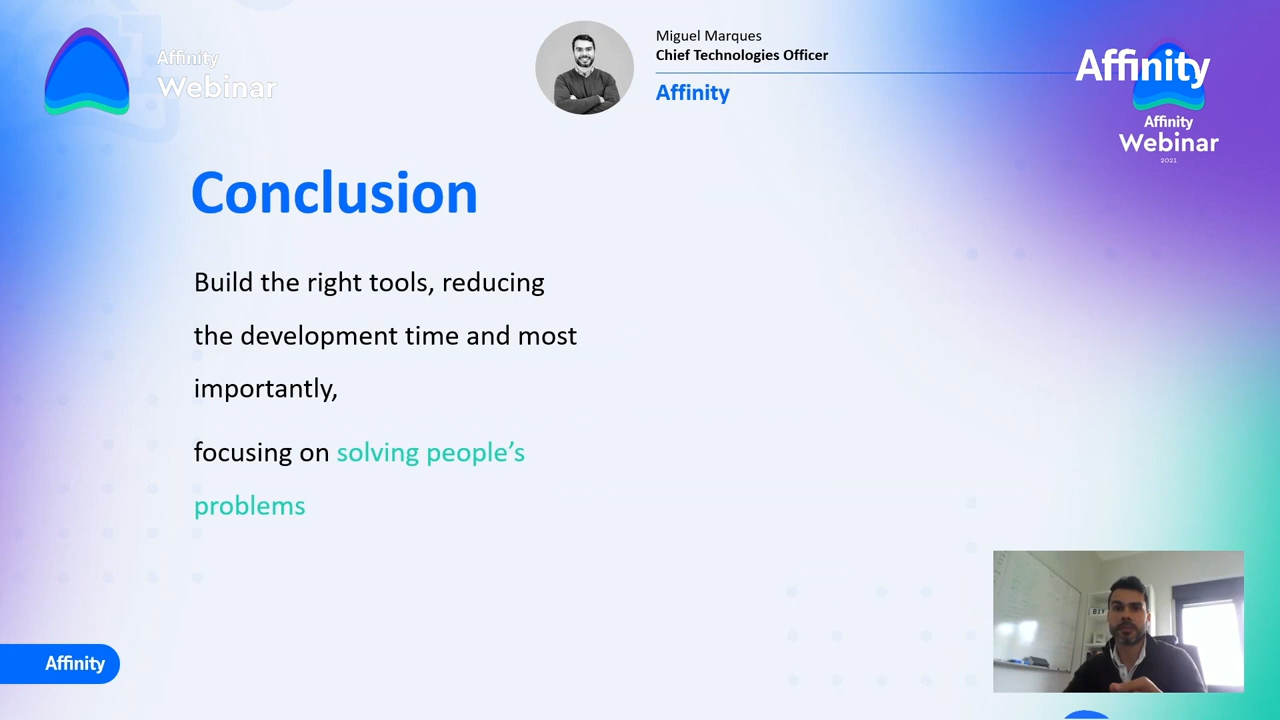 Affinity
Webinar
Miguel Marques
Chief Technologies Officer
Affinity
Affinity
Affinity
Webinar
2021
Conclusion
Build the right tools, reducing
the development time and most
importantly,
focusing on solving people's
problems
Affinity